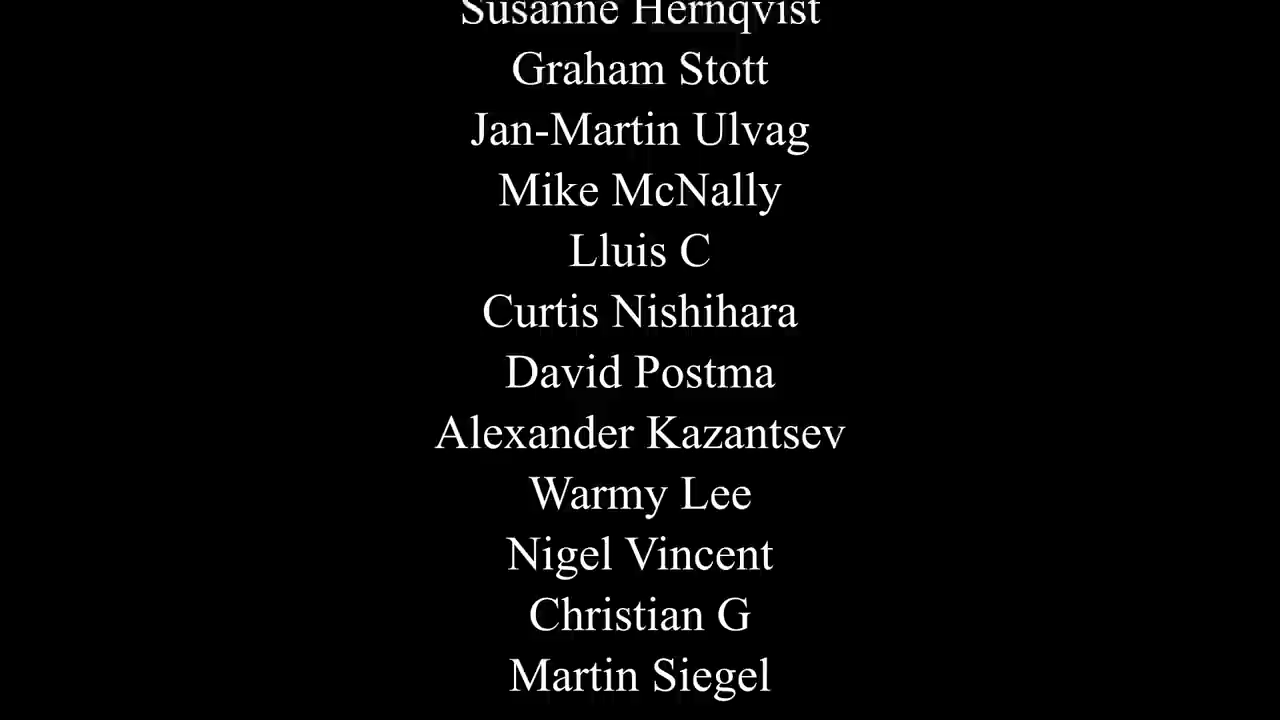 Susanne Hernqvist
Graham Stott
Jan-Martin Ulvag
Mike McNally
Lluis C
Curtis Nishihara
David Postma
Alexander Kazantsev
Warmy Lee
Nigel Vincent
Christian G
Martin Siegel